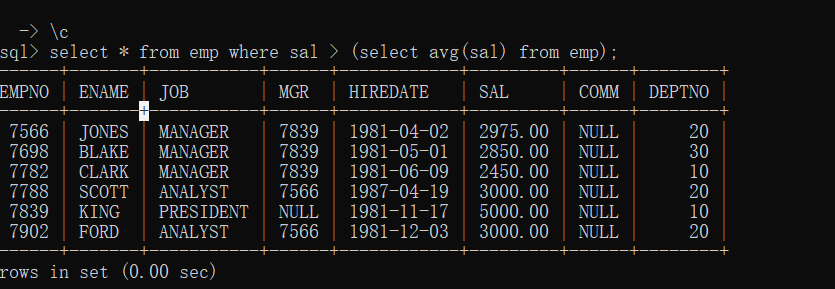 -> \c
sql> select * from emp where sal > (select avg(sal) from emp);
EMPNO | ENAME | JOB | MGR | HIREDATE | SAL | COMM | DEPTNO |
7566 | JONES | MANAGER | 7839 | 1981-04-02 | 2975.00 | NULL | 20 |
7698 | BLAKE | MANAGER | 7839 | 1981-05-01 | 2850.00 | NULL | 30 |
7782 | CLARK | MANAGER | 7839 | 1981-06-09 | 2450.00 | NULL | 10 |
7788 | SCOTT | ANALYST | 7566 | 1987-04-19 | 3000.00 | NULL | 20 |
7839 | KING | PRESIDENT | NULL | 1981-11-17 | 5000.00 | NULL | 10 |
7902 | FORD | ANALYST | 7566 | 1981-12-03 | 3000.00 | NULL | 20 |
rows in set (0.00 sec)